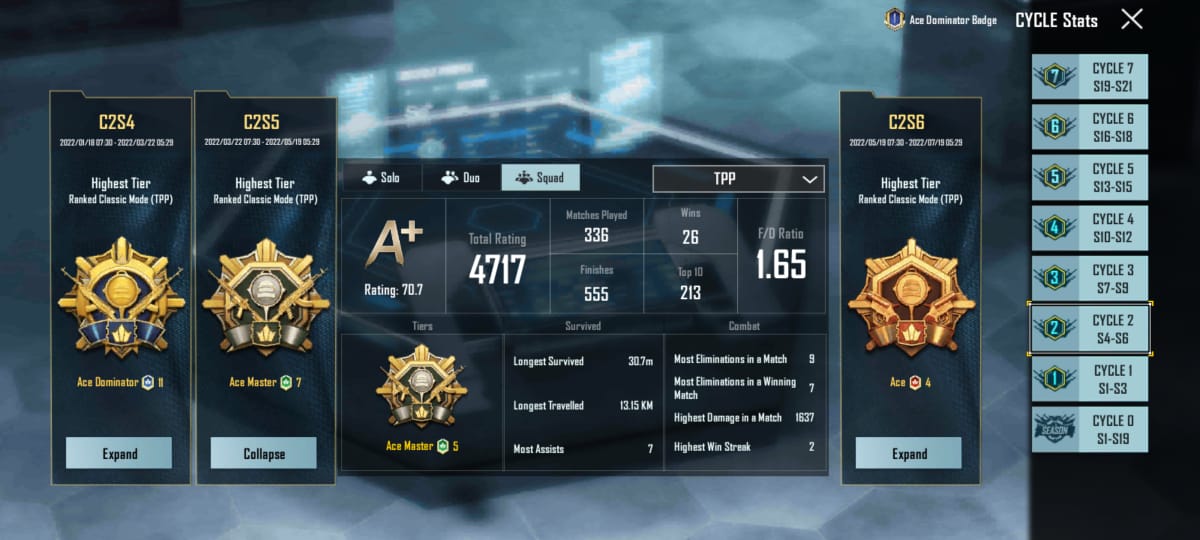 Ace Dominator Badge
CYCLE Stats
C2S4
2022/01/18 07:30 - 2022/03/22 05:29
Highest Tier
Ranked Classic Mode (TPP)
Ace Dominator 11
Expand
C2S5
2022/03/22 07:30 - 2022/05/19 05:29
Highest Tier
Ranked Classic Mode (TPP)
Ace Master 7
Collapse
Solo
Duo
Squad
TPP
A+
Rating: 70.7
Total Rating
4717
Matches Played
336
Finishes
555
Wins
26
Top 10
213
F/D Ratio
1.65
Tiers
Ace Master 5
Survived
Longest Survived 30.7m
Longest Travelled 13.15 KM
Most Assists 7
Combat
Most Eliminations in a Match 9
Most Eliminations in a Winning
Match 7
Highest Damage in a Match 1637
Highest Win Streak 2
C2S6
2022/05/19 07:30 - 2022/07/19 05:29
Highest Tier
Ranked Classic Mode (TPP)
Ace 4
Expand
7
CYCLE 7
S19-S21
6
CYCLE 6
S16-S18
5
CYCLE 5
S13-S15
4
CYCLE 4
S10-S12
3
CYCLE 3
S7-S9
2
CYCLE 2
S4-S6
1
CYCLE 1
S1-S3
SEASON
CYCLE 0
S1-S19